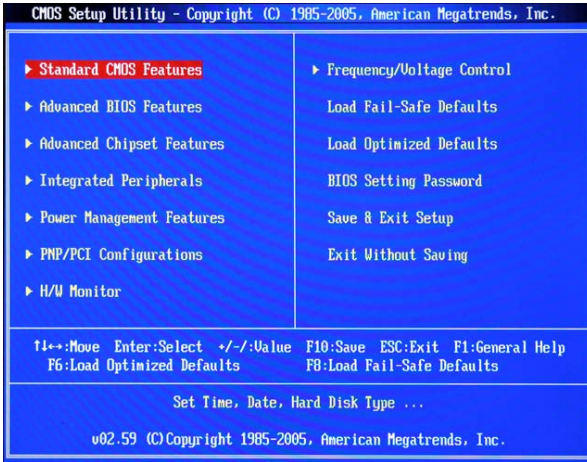 CMOS Setup Utility - Copyright (C) 1985-2005, American Megatrends, Inc.
▶ Standard CMOS Features
▶ Advanced BIOS Features
▶ Advanced Chipset Features
▶ Integrated Peripherals
▶ Power Management Features
▶ PNP/PCI Configurations
▶ H/W Monitor
▶ Frequency/Voltage Control
Load Fail-Safe Defaults
Load Optimized Defaults
BIOS Setting Password
Save & Exit Setup
Exit Without Saving
↑↓←→:Move Enter:Select +/-/:Value F10:Save ESC:Exit F1:General Help
F6:Load Optimized Defaults F8:Load Fail-Safe Defaults
Set Time, Date, Hard Disk Type ...
v02.59 (C)Copyright 1985-2005, American Megatrends, Inc.